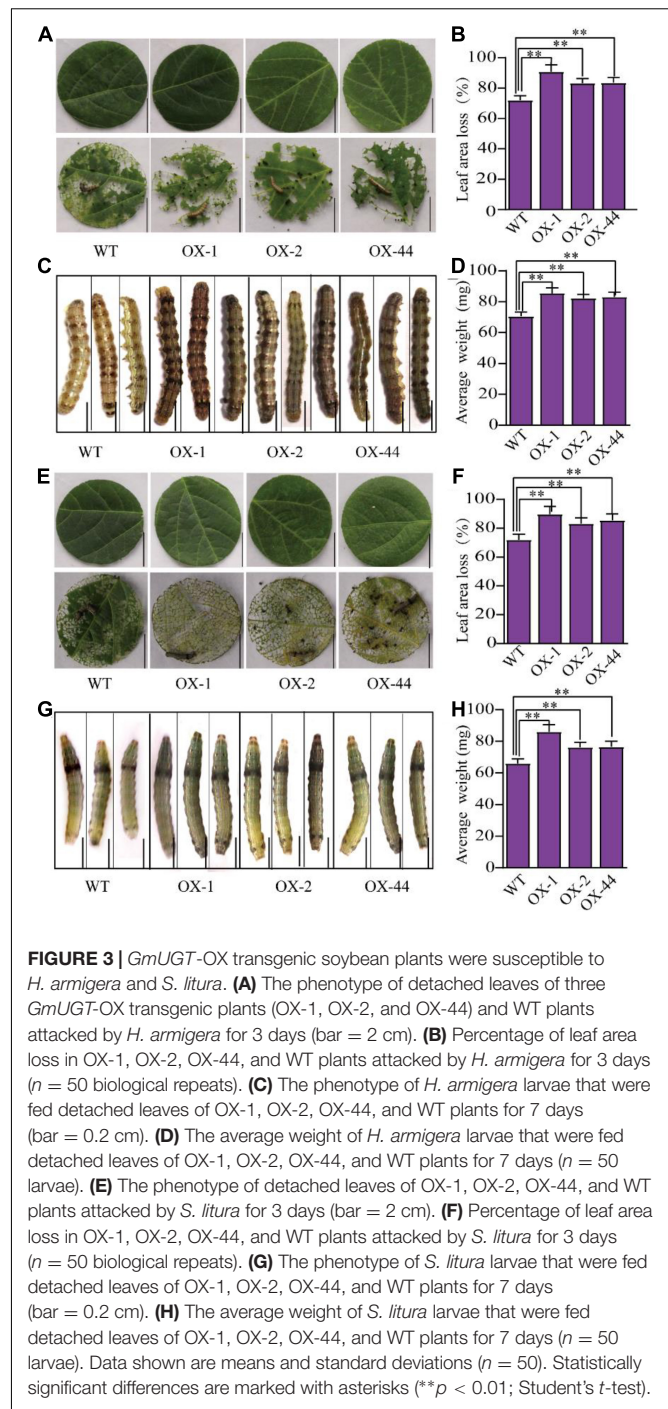 A
WT OX-1 OX-2 OX-44
B
** ** **
Leaf area loss (%)
100
80
60
40
20
0
WT OX-1 OX-2 OX-44
C
WT OX-1 OX-2 OX-44
D
** ** **
Average weight (mg)
100
80
60
40
20
0
WT OX-1 OX-2 OX-44
E
WT OX-1 OX-2 OX-44
F
** ** **
Leaf area loss (%)
100
80
60
40
20
0
WT OX-1 OX-2 OX-44
G
WT OX-1 OX-2 OX-44
H
** ** **
Average weight (mg)
100
80
60
40
20
0
WT OX-1 OX-2 OX-44
FIGURE 3 | GmUGT-OX transgenic soybean plants were susceptible to
H. armigera and S. litura. (A) The phenotype of detached leaves of three
GmUGT-OX transgenic plants (OX-1, OX-2, and OX-44) and WT plants
attacked by H. armigera for 3 days (bar = 2 cm). (B) Percentage of leaf area
loss in OX-1, OX-2, OX-44, and WT plants attacked by H. armigera for 3 days
(n = 50 biological repeats). (C) The phenotype of H. armigera larvae that were
fed detached leaves of OX-1, OX-2, OX-44, and WT plants for 7 days
(bar = 0.2 cm). (D) The average weight of H. armigera larvae that were fed
detached leaves of OX-1, OX-2, OX-44, and WT plants for 7 days (n = 50
larvae). (E) The phenotype of detached leaves of OX-1, OX-2, OX-44, and WT
plants attacked by S. litura for 3 days (bar = 2 cm). (F) Percentage of leaf area
loss in OX-1, OX-2, OX-44, and WT plants attacked by S. litura for 3 days
(n = 50 biological repeats). (G) The phenotype of S. litura larvae that were fed
detached leaves of OX-1, OX-2, OX-44, and WT plants for 7 days
(bar = 0.2 cm). (H) The average weight of S. litura larvae that were fed
detached leaves of OX-1, OX-2, OX-44, and WT plants for 7 days (n = 50
larvae). Data shown are means and standard deviations (n = 50). Statistically
significant differences are marked with asterisks (**p < 0.01; Student's t-test).